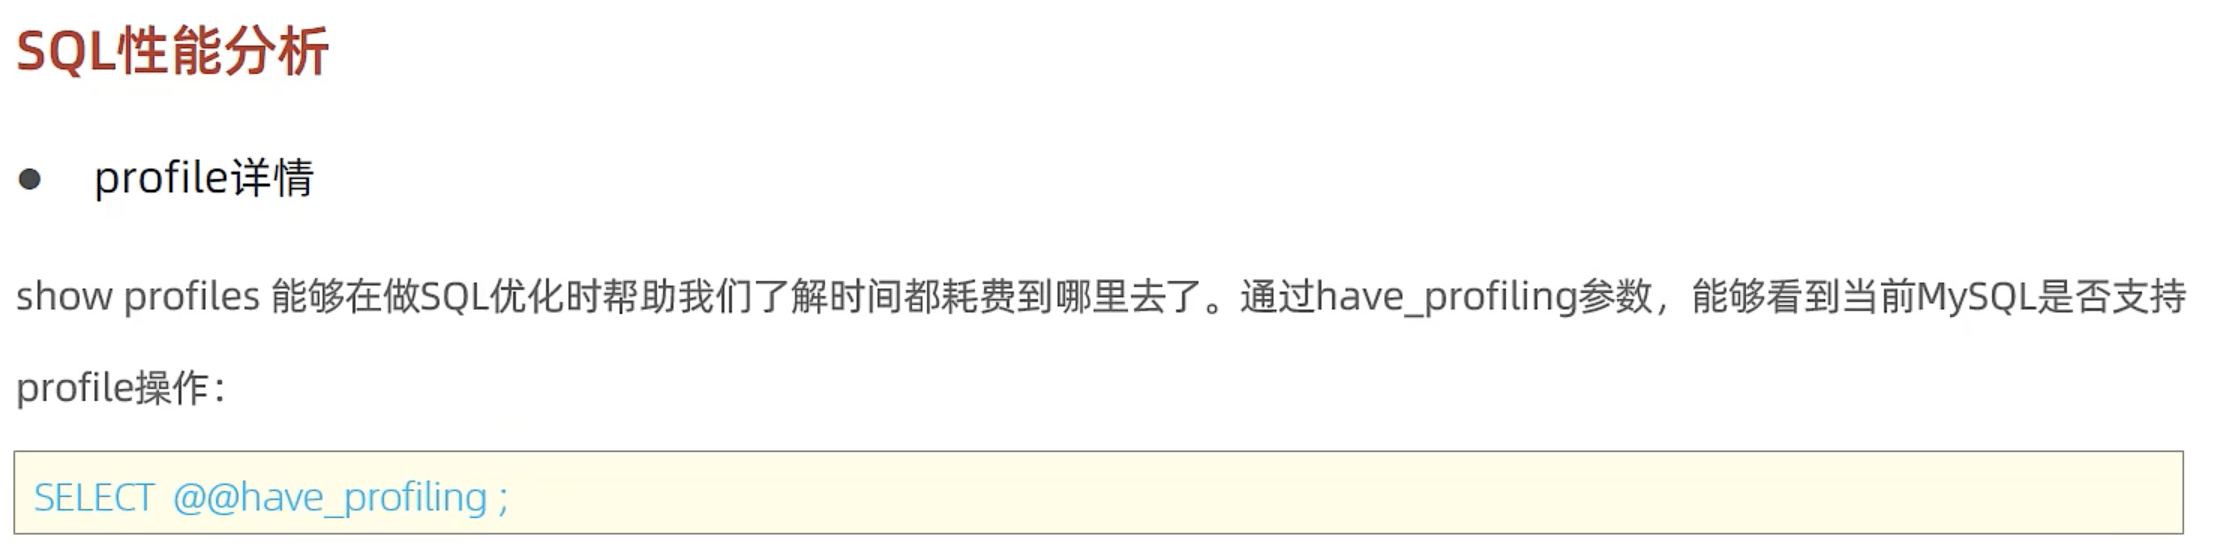 SQL性能分析
● profile详情
show profiles 能够在做SQL优化时帮助我们了解时间都耗费到哪里去了。通过have_profiling参数，能够看到当前MySQL是否支持
profile操作：
SELECT @@have_profiling ;